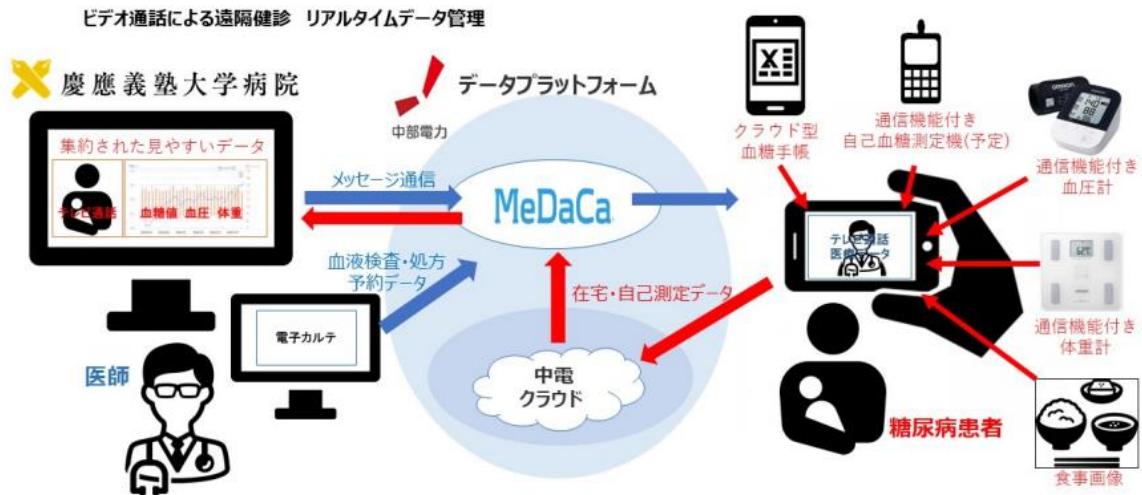 ビデオ通話による遠隔健診 リアルタイムデータ管理
慶應義塾大学病院
集約された見やすいデータ
テレビ通話
血糖値 血圧 体重
医師
電子カルテ
メッセージ通信
血液検査・処方
予約データ
中部電力
データプラットフォーム
MeDaCa
在宅・自己測定データ
中電
クラウド
クラウド型
血糖手帳
通信機能付き
自己血糖測定機(予定)
通信機能付き
血圧計
テレビ通話
医療データ
通信機能付き
体重計
糖尿病患者
食事画像